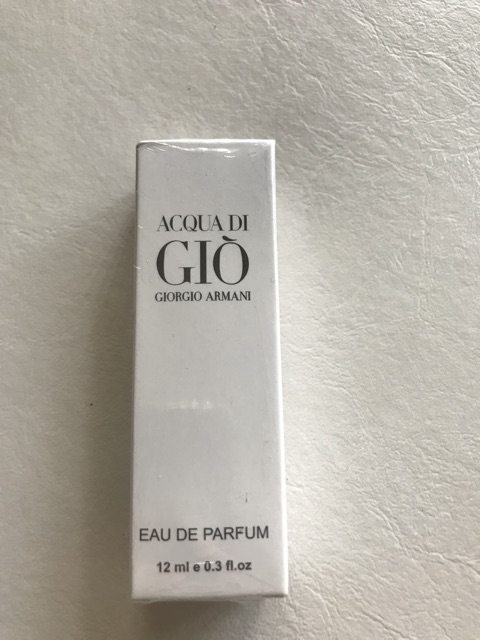 ACQUA DI
GIÒ
GIORGIO ARMANI
EAU DE PARFUM
12 ml e 0.3 fl.oz